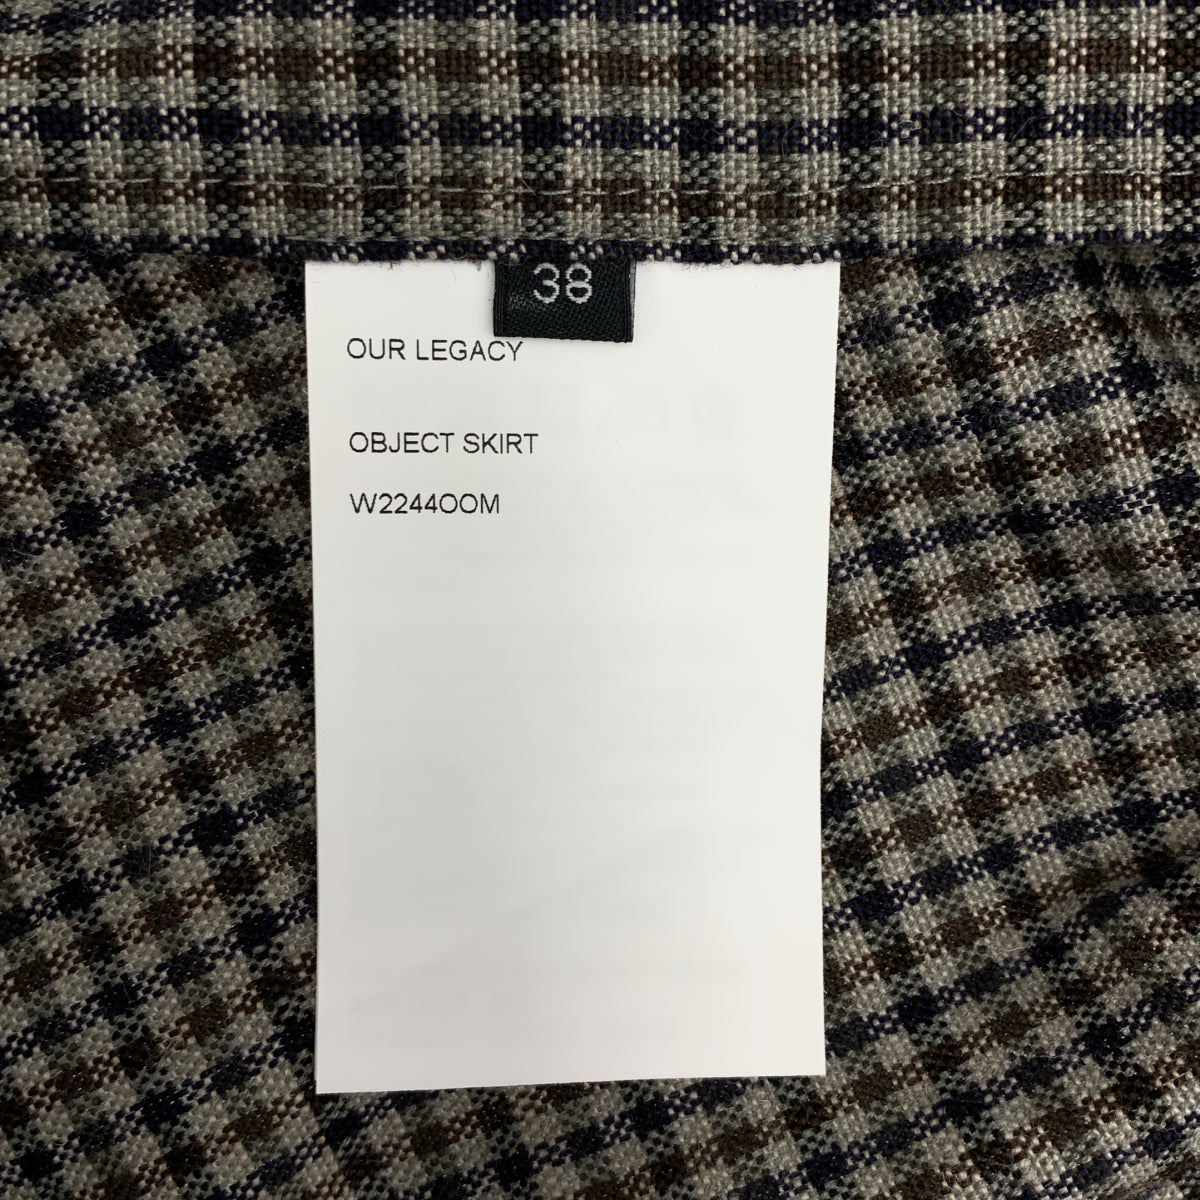 38
OUR LEGACY
OBJECT SKIRT
W2244OOM